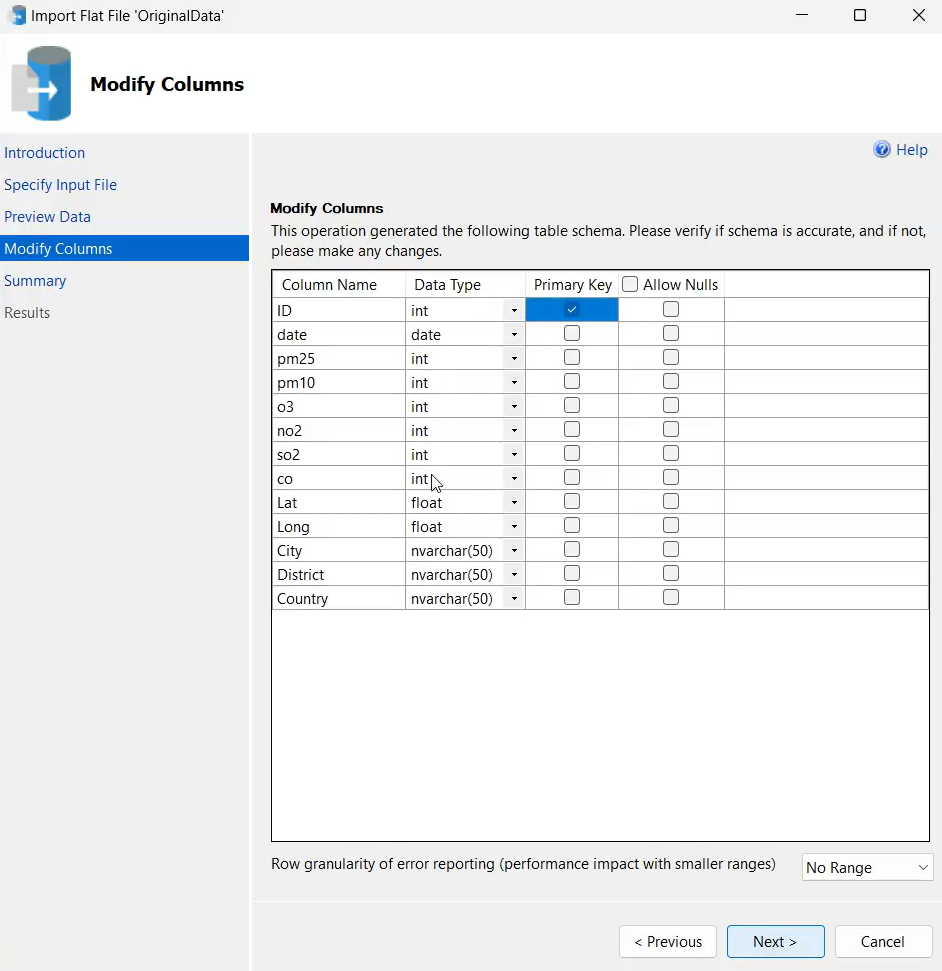 Import Flat File 'OriginalData'
Modify Columns
Introduction
Specify Input File
Preview Data
Modify Columns
Summary
Results
Help
Modify Columns
This operation generated the following table schema. Please verify if schema is accurate, and if not,
please make any changes.
Column Name Data Type Primary Key Allow Nulls
ID int
date date
pm25 int
pm10 int
o3 int
no2 int
so2 int
co int
Lat float
Long float
City nvarchar(50)
District nvarchar(50)
Country nvarchar(50)
Row granularity of error reporting (performance impact with smaller ranges) No Range
< Previous Next > Cancel